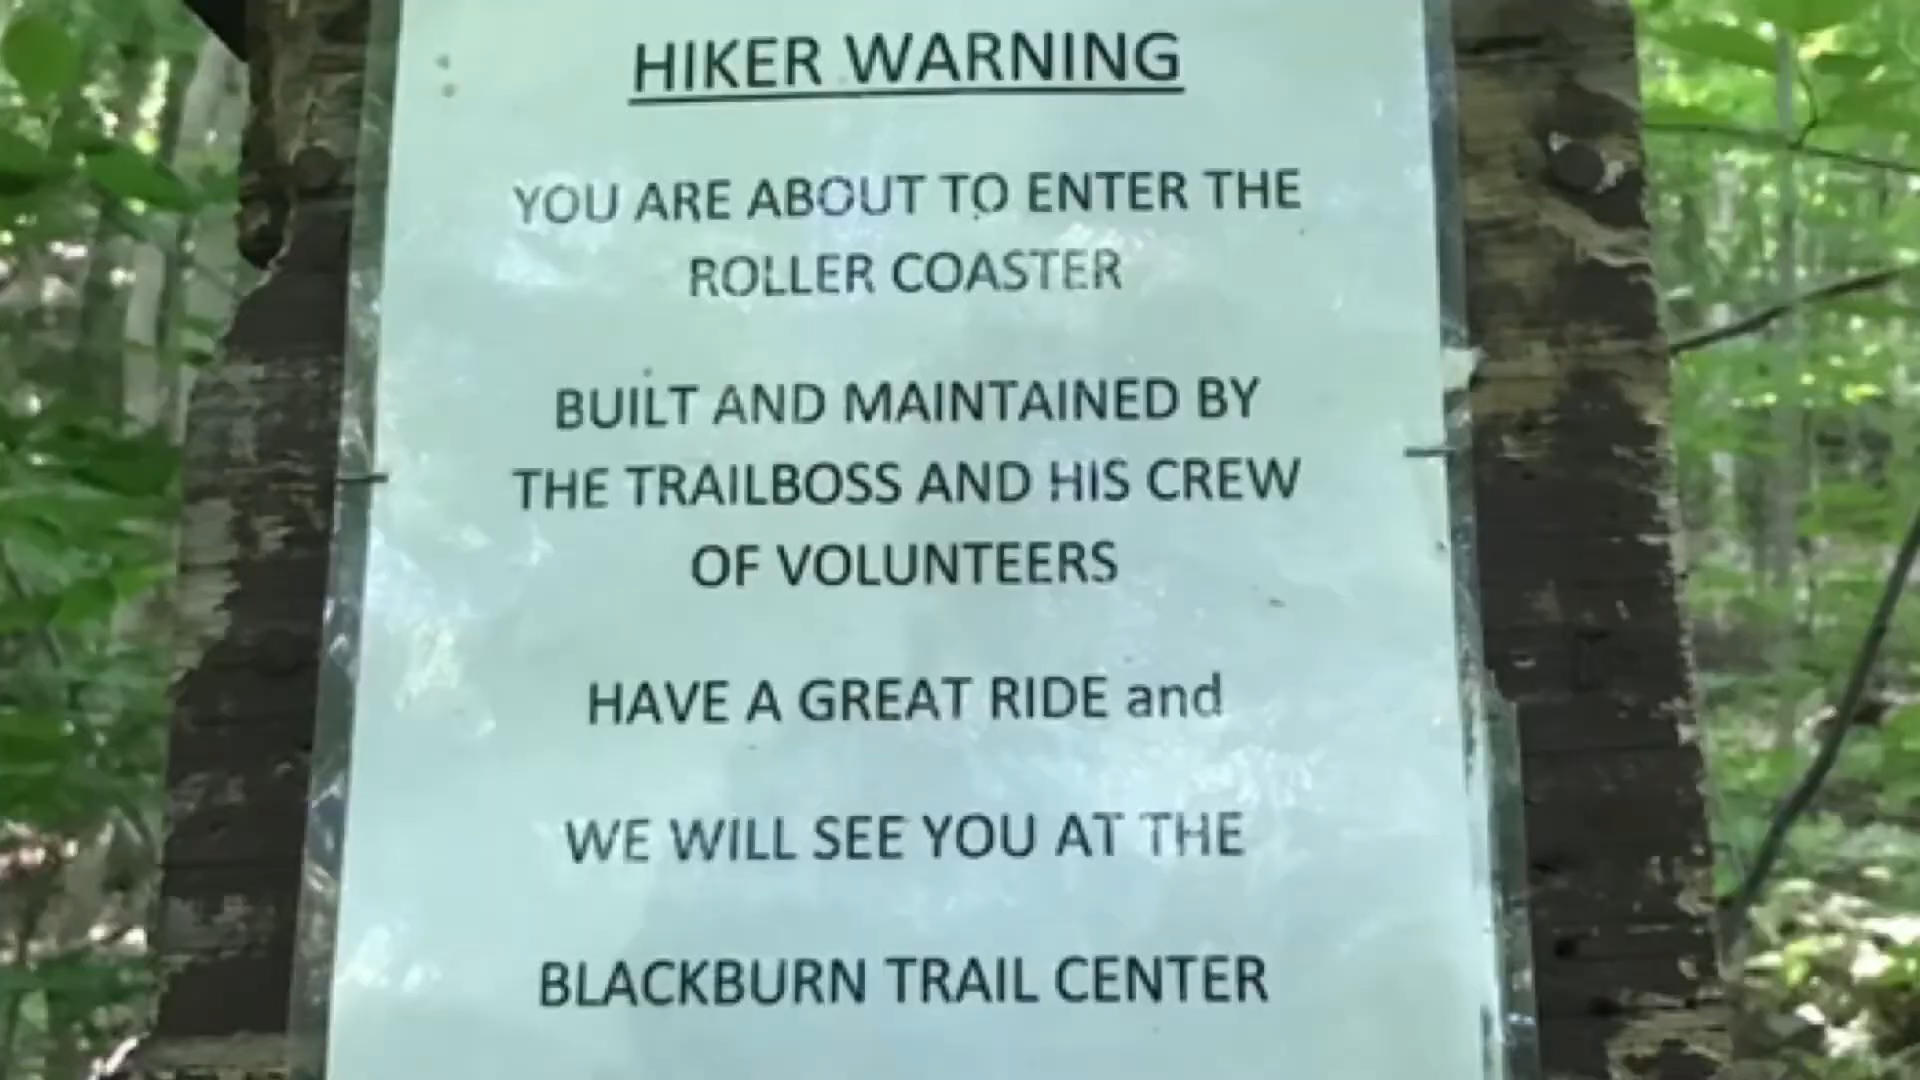 HIKER WARNING
YOU ARE ABOUT TO ENTER THE
ROLLER COASTER
BUILT AND MAINTAINED BY
THE TRAILBOSS AND HIS CREW
OF VOLUNTEERS
HAVE A GREAT RIDE and
WE WILL SEE YOU AT THE
BLACKBURN TRAIL CENTER